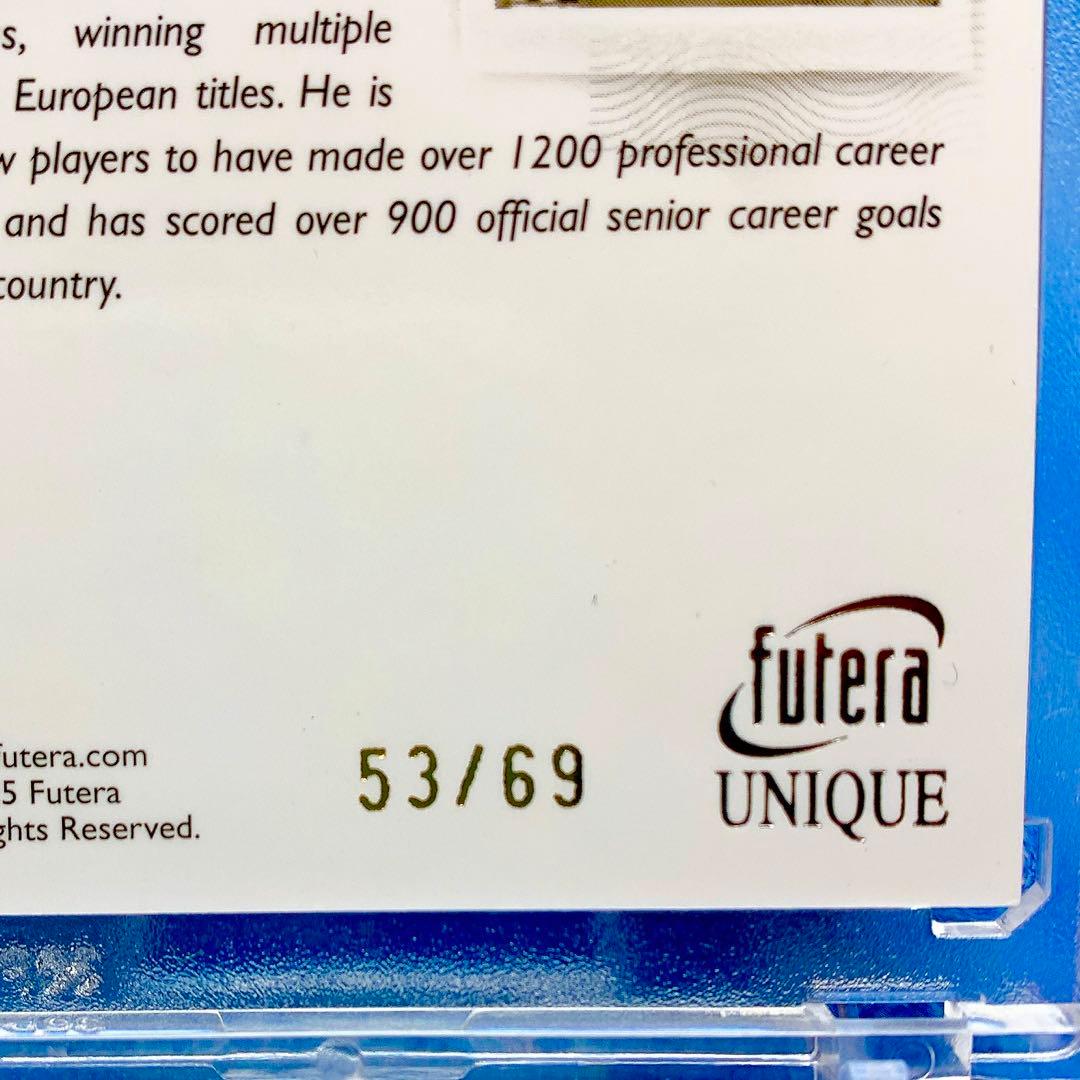 s, winning multiple
European titles. He is
players to have made over 1200 professional career
and has scored over 900 official senior career goals
country.
futera
UNIQUE
futera.com
5 Futera
ghts Reserved.
53/69